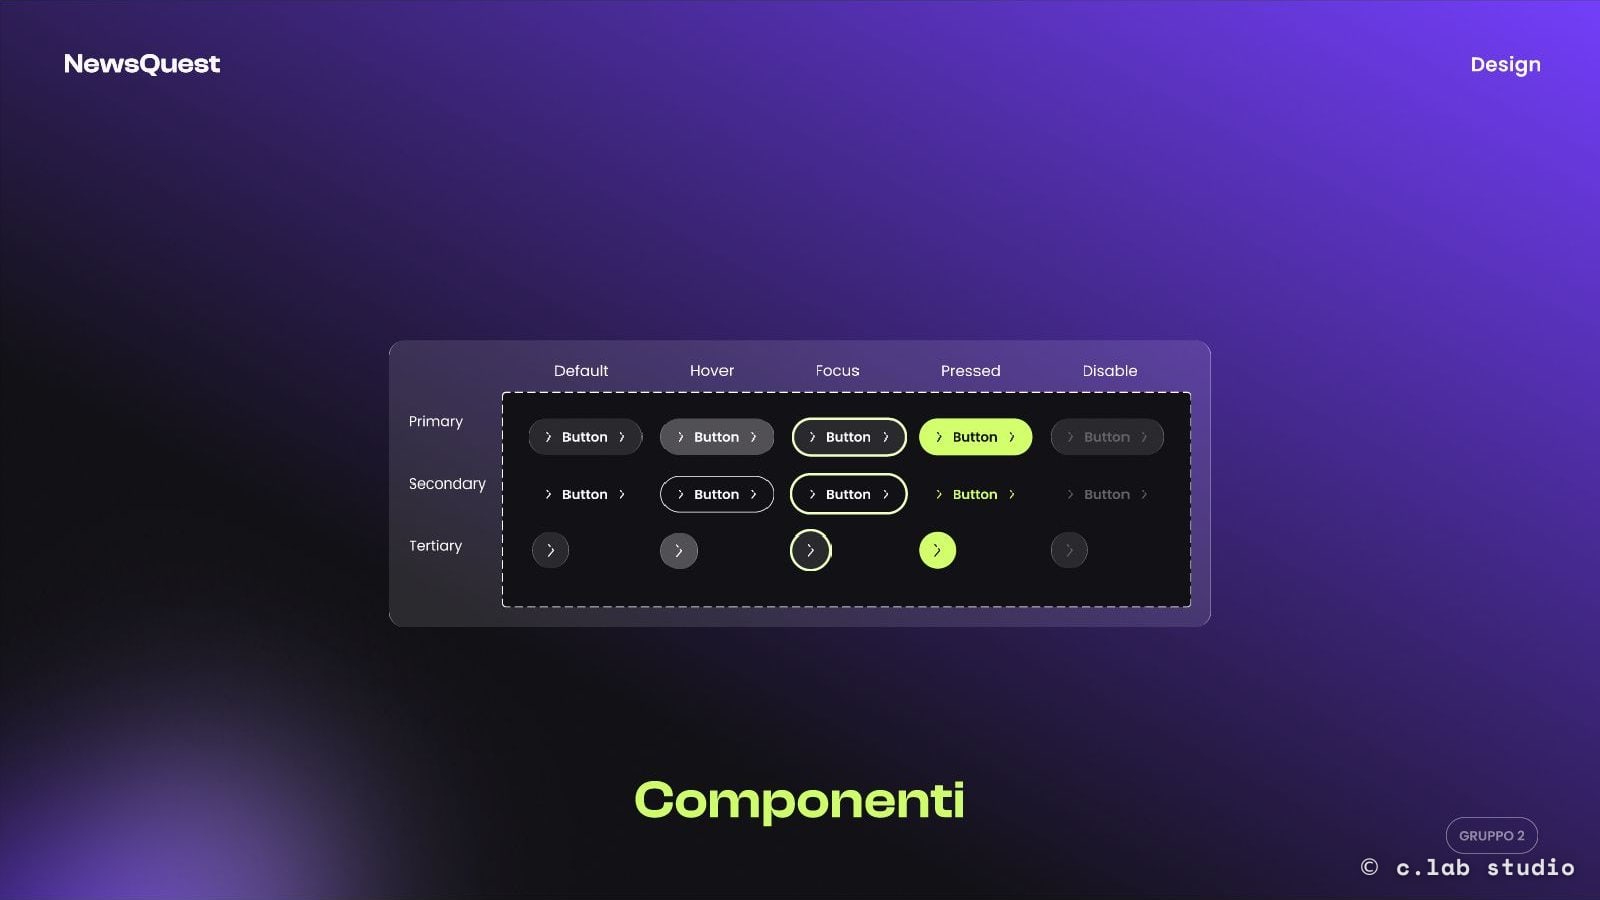 NewsQuest
Design
Default Hover Focus Pressed Disable
Primary
Button Button Button Button Button
Secondary
Button Button Button Button Button
Tertiary
Componenti
GRUPPO 2
© c.lab studio